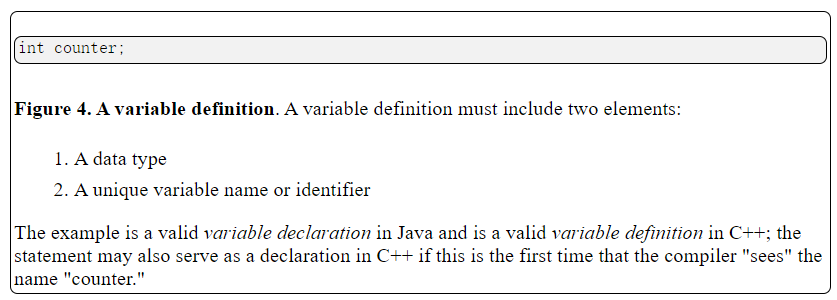 int counter;
Figure 4. A variable definition. A variable definition must include two elements:
1. A data type
2. A unique variable name or identifier
The example is a valid variable declaration in Java and is a valid variable definition in C++; the
statement may also serve as a declaration in C++ if this is the first time that the compiler "sees" the
name "counter."